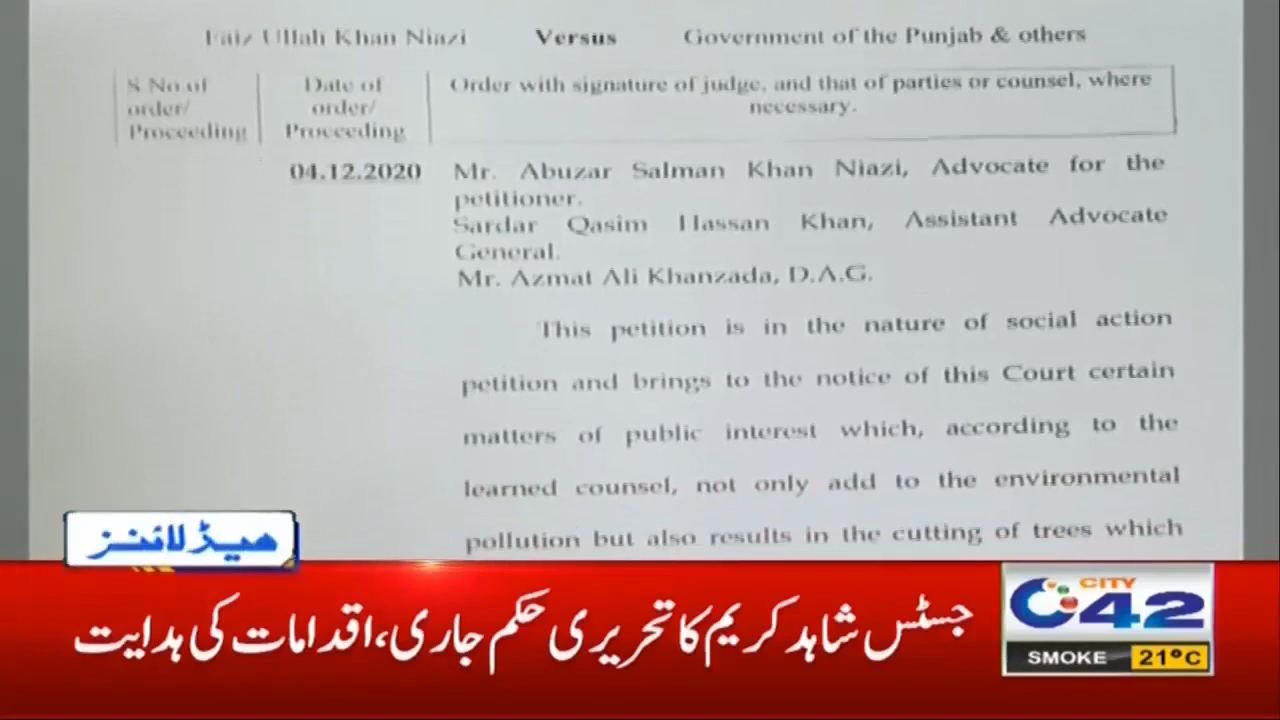 Faiz Ullah Khan Niazi Versus Government of the Punjab & others
S No.of
order/
Proceeding
Date of
order/
Proceeding
Order with signature of judge, and that of parties or counsel, where
necessary.
04.12.2020 Mr. Abuzar Salman Khan Niazi, Advocate for the
petitioner.
Sardar Qasim Hassan Khan, Assistant Advocate
General.
Mr. Azmat Ali Khanzada, D.A.G.
This petition is in the nature of social action
petition and brings to the notice of this Court certain
matters of public interest which, according to the
learned counsel, not only add to the environmental
pollution but also results in the cutting of trees which
ہیڈلائنز
جسٹس شاہد کریم کا تحریری حکم جاری، اقدامات کی ہدایت
CITY
C42
SMOKE 21°C